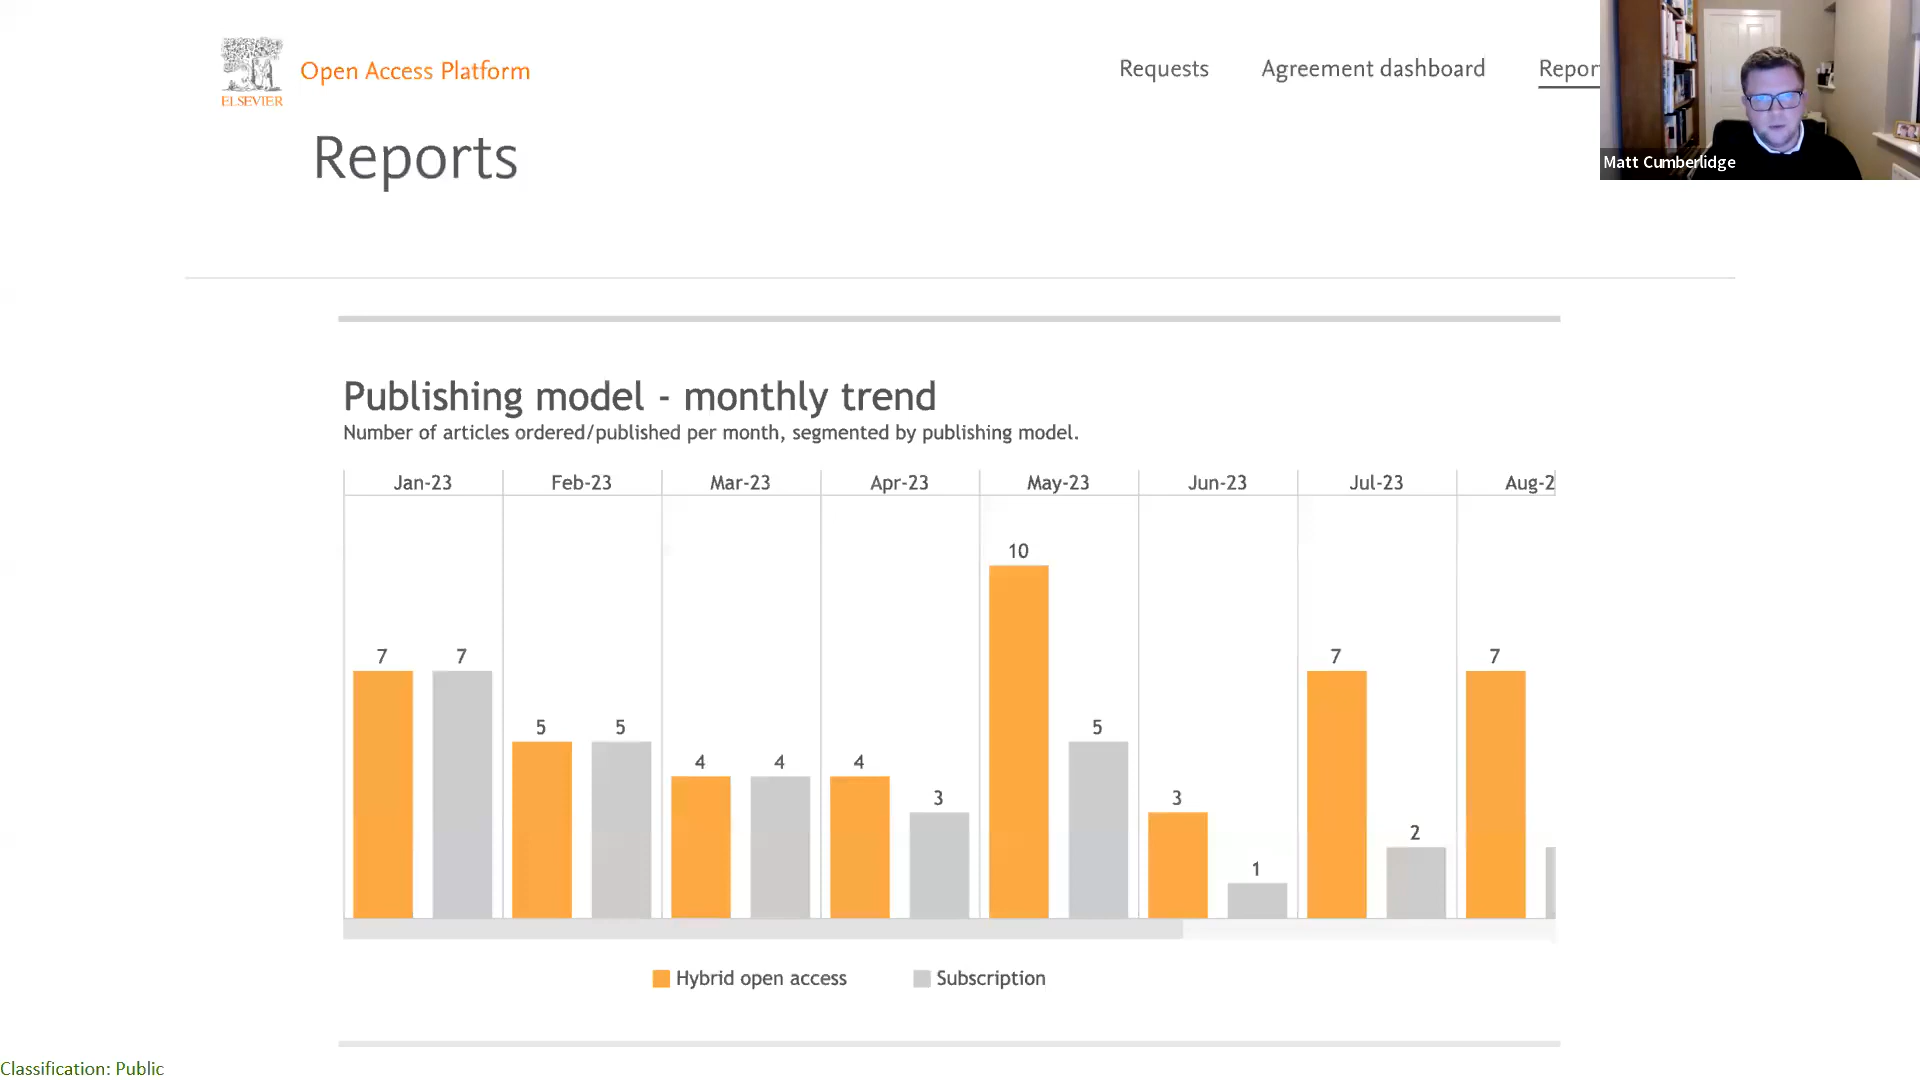 ELSEVIER
Open Access Platform
Requests
Agreement dashboard
Repor
Matt Cumberlidge
Reports
Publishing model - monthly trend
Number of articles ordered/published per month, segmented by publishing model.
Jan-23 Feb-23 Mar-23 Apr-23 May-23 Jun-23 Jul-23 Aug-2
7 7 5 5 4 4 4 3 10 5 3 1 7 2 7
Hybrid open access
Subscription
Classification: Public